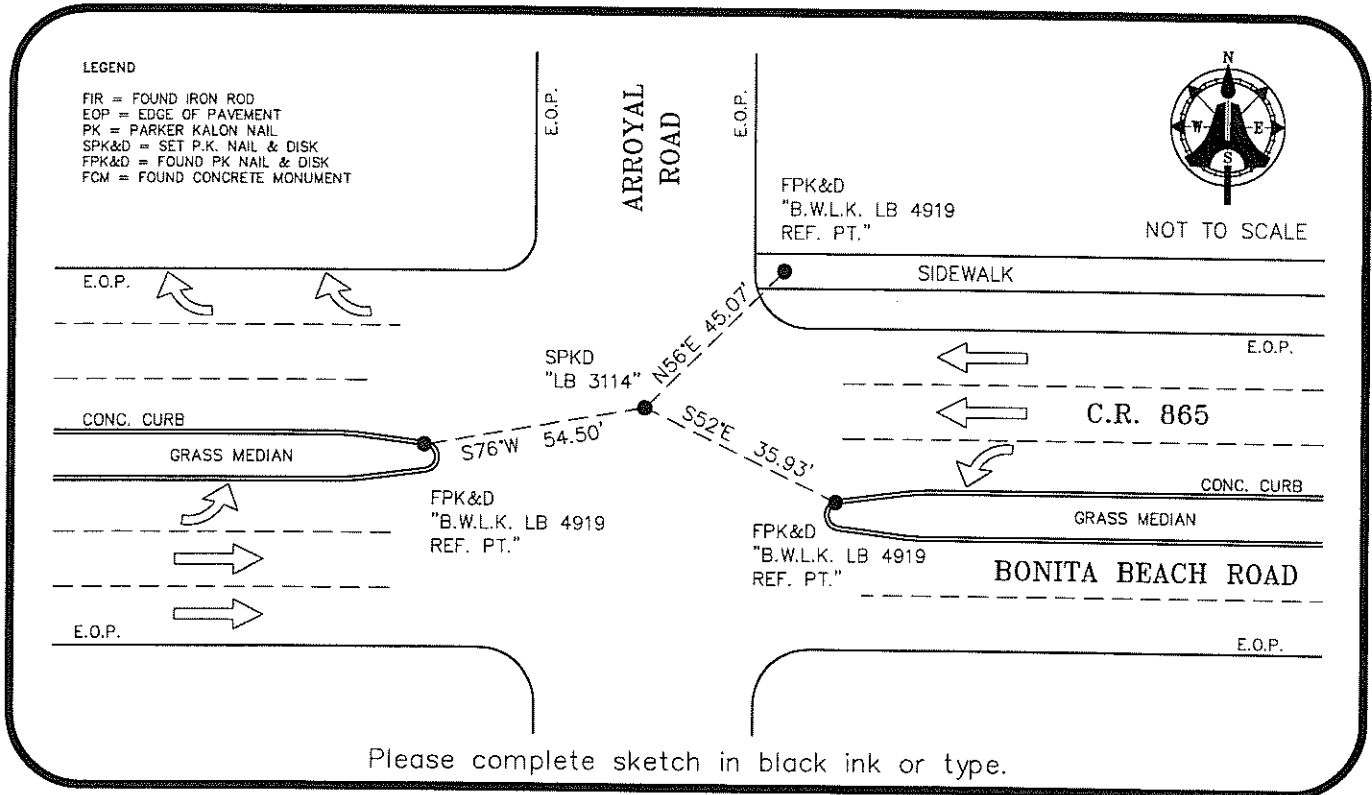 LEGEND
FIR = FOUND IRON ROD
EOP = EDGE OF PAVEMENT
PK = PARKER KALON NAIL
SPK&D = SET P.K. NAIL & DISK
FPK&D = FOUND PK NAIL & DISK
FCM = FOUND CONCRETE MONUMENT
E.O.P.
ARROYAL
ROAD
E.O.P.
N
W E
S
NOT TO SCALE
FPK&D
"B.W.L.K. LB 4919
REF. PT."
SIDEWALK
E.O.P.
N56°E 45.07'
E.O.P.
SPKD
"LB 3114"
C.R. 865
CONC. CURB
GRASS MEDIAN
S76°W 54.50'
S52°E 35.93'
FPK&D
"B.W.L.K. LB 4919
REF. PT."
CONC. CURB
GRASS MEDIAN
FPK&D
"B.W.L.K. LB 4919
REF. PT."
BONITA BEACH ROAD
E.O.P.
E.O.P.
Please complete sketch in black ink or type.